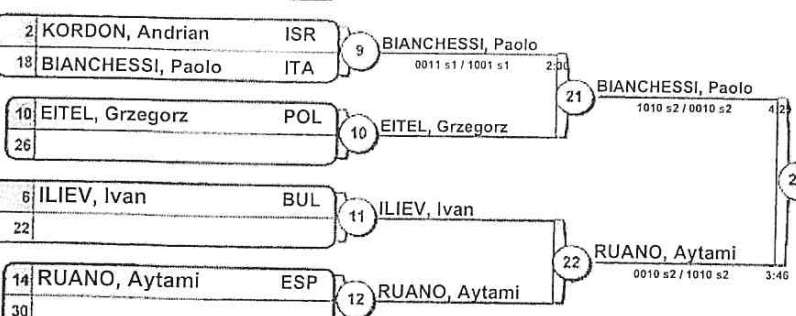 2 KORDON, Andrian ISR
18 BIANCHESSI, Paolo ITA
9
BIANCHESSI, Paolo
0011 s1 / 1001 s1 2:00
10 EITEL, Grzegorz POL
26
10
EITEL, Grzegorz
21
BIANCHESSI, Paolo
1010 s2 / 0010 s2
6 ILIEV, Ivan BUL
22
11
ILIEV, Ivan
14 RUANO, Aytami ESP
30
12
RUANO, Aytami
22
RUANO, Aytami
0010 s2 / 1010 s2 3:46